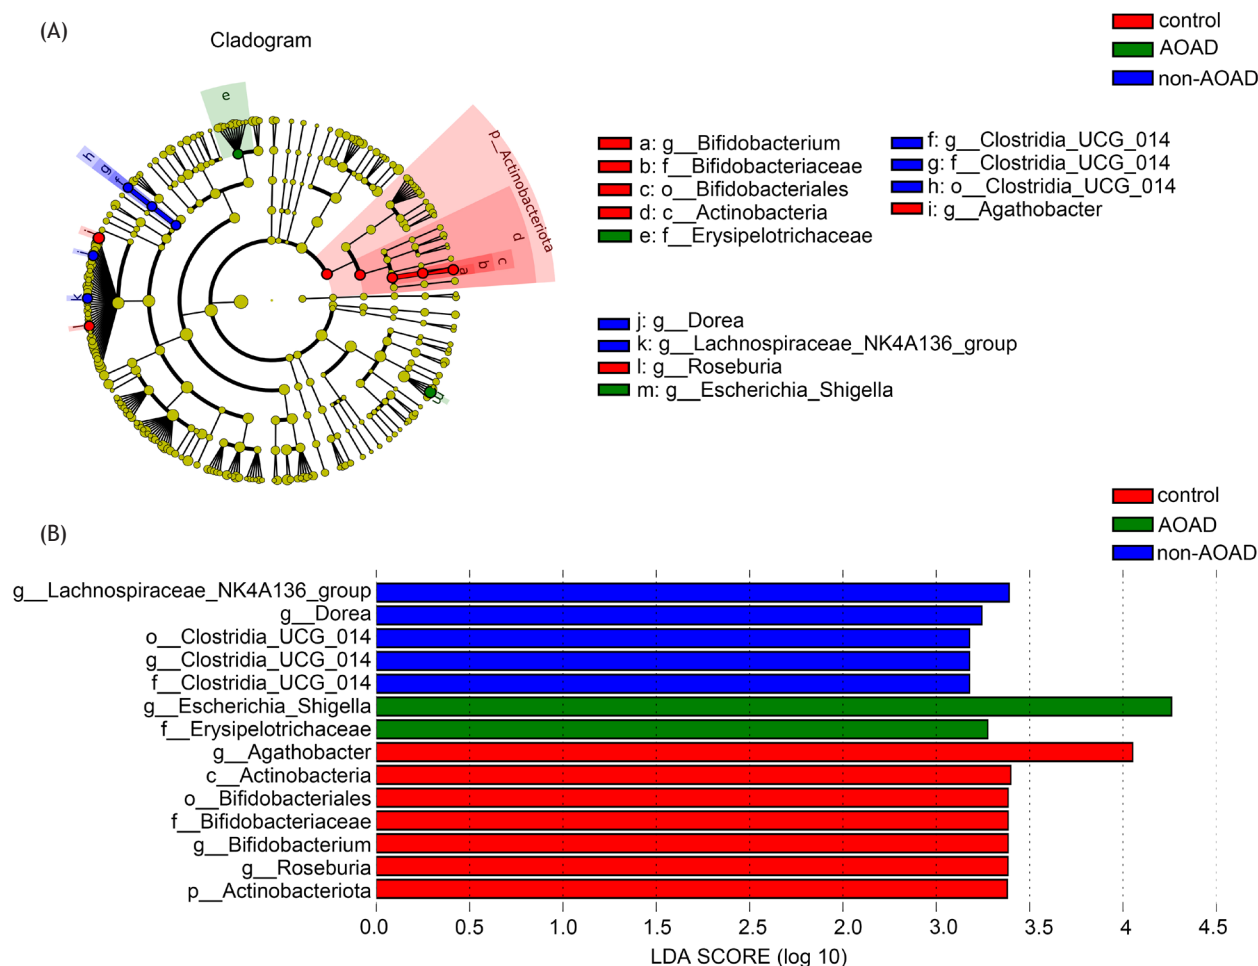 (A)
Cladogram
control
AOAD
non-AOAD
e
h
g
f
i
j
k
l
p__Actinobacteriota
d
c
b
a
a: g__Bifidobacterium
b: f__Bifidobacteriaceae
c: o__Bifidobacteriales
d: c__Actinobacteria
e: f__Erysipelotrichaceae
f: g__Clostridia_UCG_014
g: f__Clostridia_UCG_014
h: o__Clostridia_UCG_014
i: g__Agathobacter
j: g__Dorea
k: g__Lachnospiraceae_NK4A136_group
l: g__Roseburia
m: g__Escherichia_Shigella
(B)
control
AOAD
non-AOAD
g__Lachnospiraceae_NK4A136_group
g__Dorea
o__Clostridia_UCG_014
g__Clostridia_UCG_014
f__Clostridia_UCG_014
g__Escherichia_Shigella
f__Erysipelotrichaceae
g__Agathobacter
c__Actinobacteria
o__Bifidobacteriales
f__Bifidobacteriaceae
g__Bifidobacterium
g__Roseburia
p__Actinobacteriota
0.0 0.5 1.0 1.5 2.5 2.0 3.0 3.5 4 4.5
LDA SCORE (log 10)